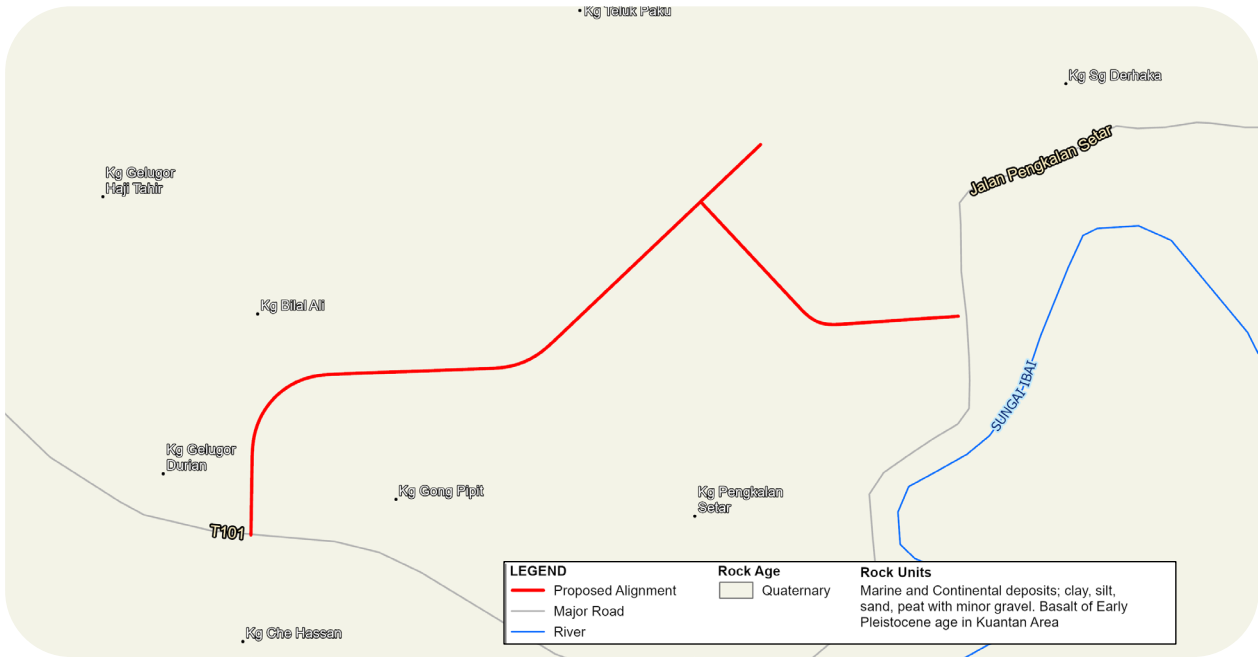 Kg Teluk Paku
Kg Sg Derhaka
Jalan Pengkalan Setar
Kg Gelugor
Haji Tahir
Kg Bilal Ali
SUNGAI-IBAI
Kg Gelugor
Durian
Kg Gong Pipit
Kg Pengkalan
Setar
T101
Kg Che Hassan
LEGEND
Proposed Alignment
Major Road
River
Rock Age
Quaternary
Rock Units
Marine and Continental deposits; clay, silt,
sand, peat with minor gravel. Basalt of Early
Pleistocene age in Kuantan Area